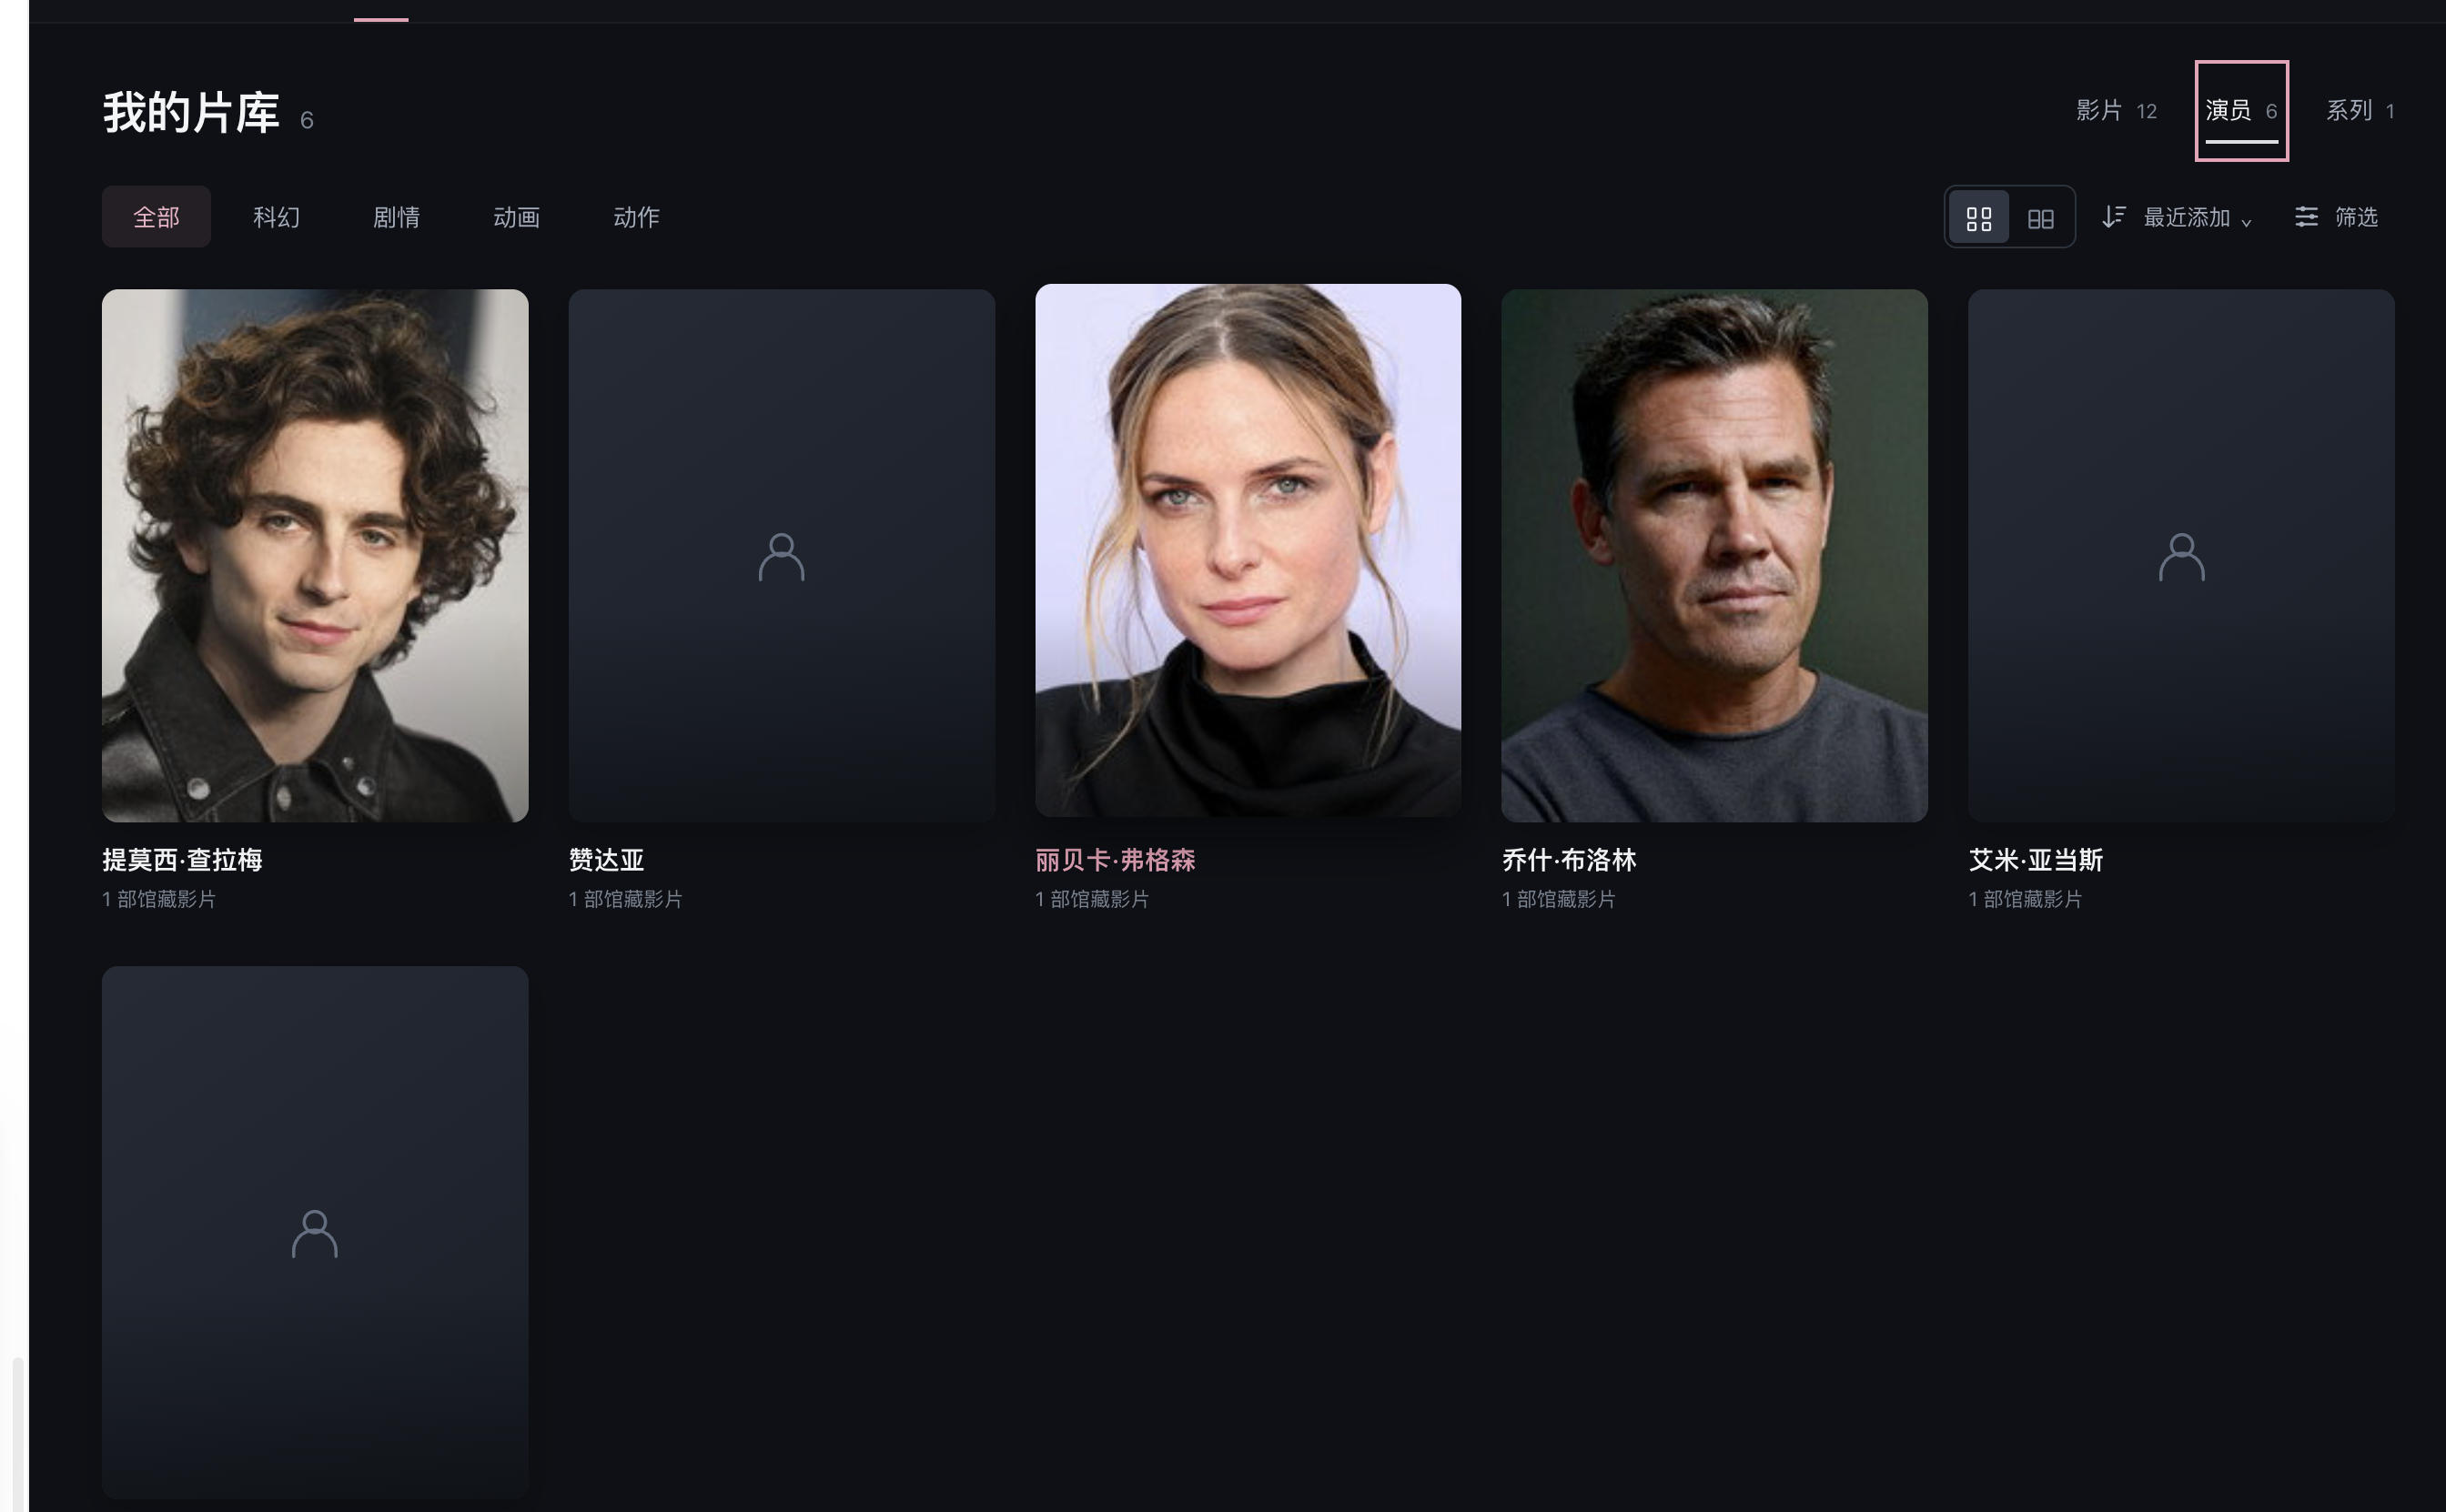 我的片库 6
影片 12 演员 6 系列 1
全部 科幻 剧情 动画 动作
最近添加 筛选
提莫西·查拉梅 赞达亚 丽贝卡·弗格森 乔什·布洛林 艾米·亚当斯
1 部馆藏影片 1 部馆藏影片 1 部馆藏影片 1 部馆藏影片 1 部馆藏影片